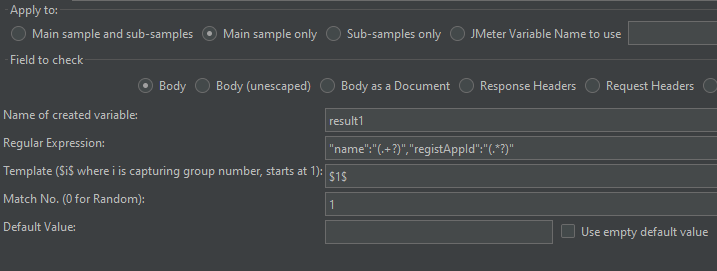 Apply to:
Main sample and sub-samples Main sample only Sub-samples only JMeter Variable Name to use
Field to check
Body Body (unescaped) Body as a Document Response Headers Request Headers
Name of created variable: result1
Regular Expression: "name":"(.+?)","registAppId":"(.*?)"
Template ($i$ where i is capturing group number, starts at 1): $1$
Match No. (0 for Random): 1
Default Value: Use empty default value